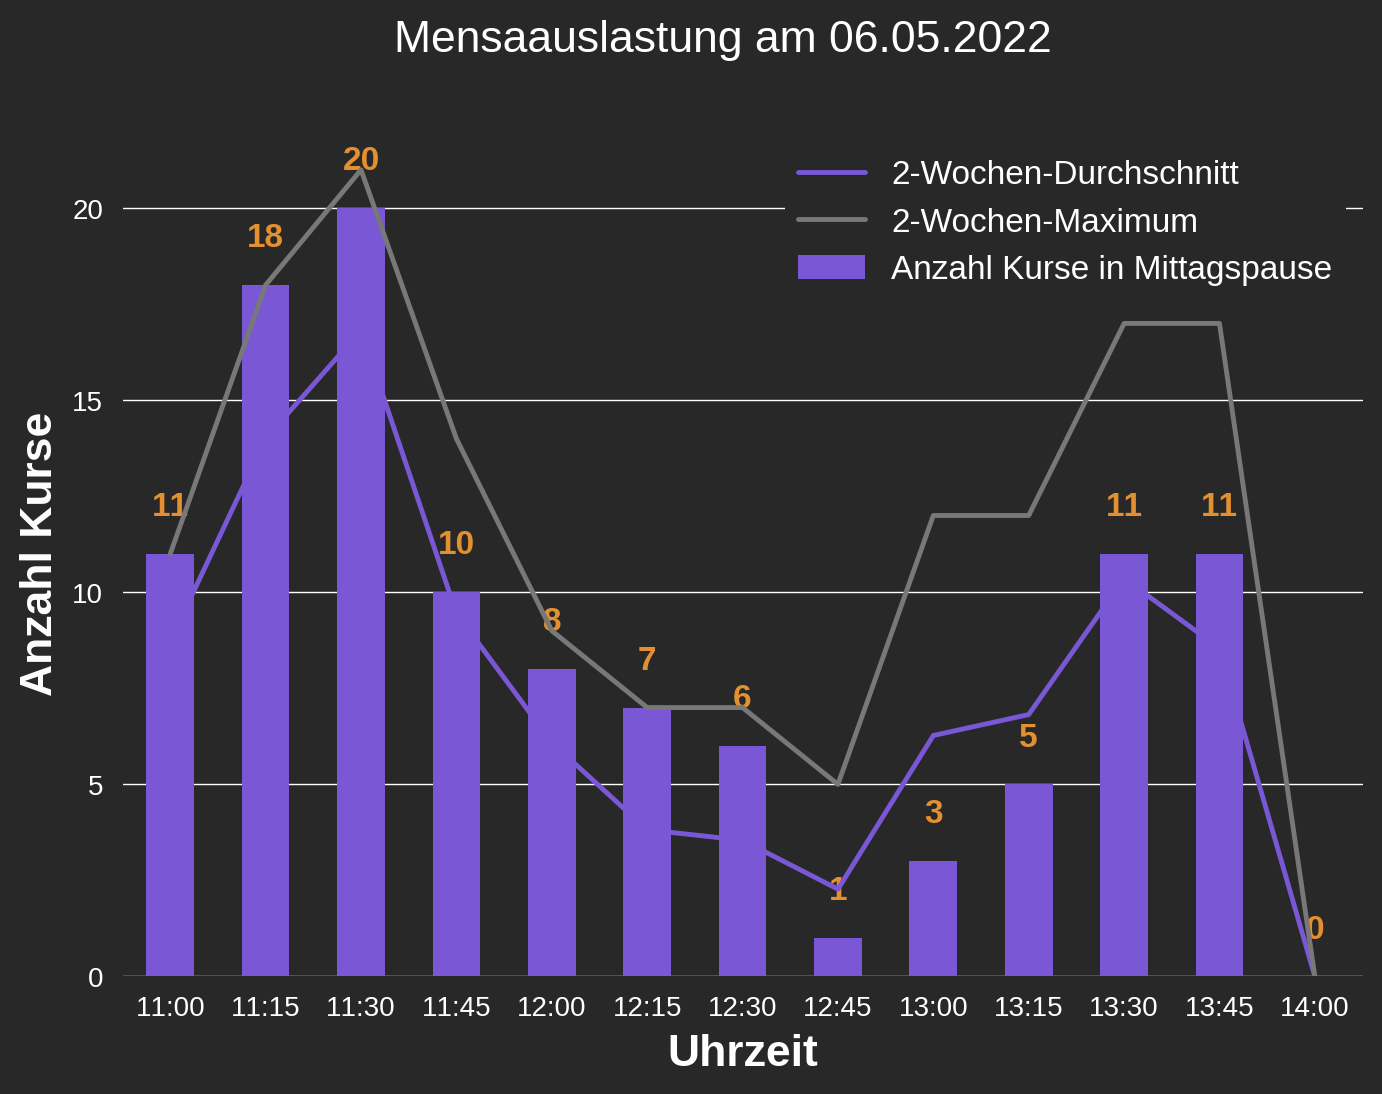 Mensaauslastung am 06.05.2022
2-Wochen-Durchschnitt
2-Wochen-Maximum
Anzahl Kurse in Mittagspause
Anzahl Kurse
20
15
10
5
0
11
18
20
10
8
7
6
1
3
5
11
11
0
11:00 11:15 11:30 11:45 12:00 12:15 12:30 12:45 13:00 13:15 13:30 13:45 14:00
Uhrzeit